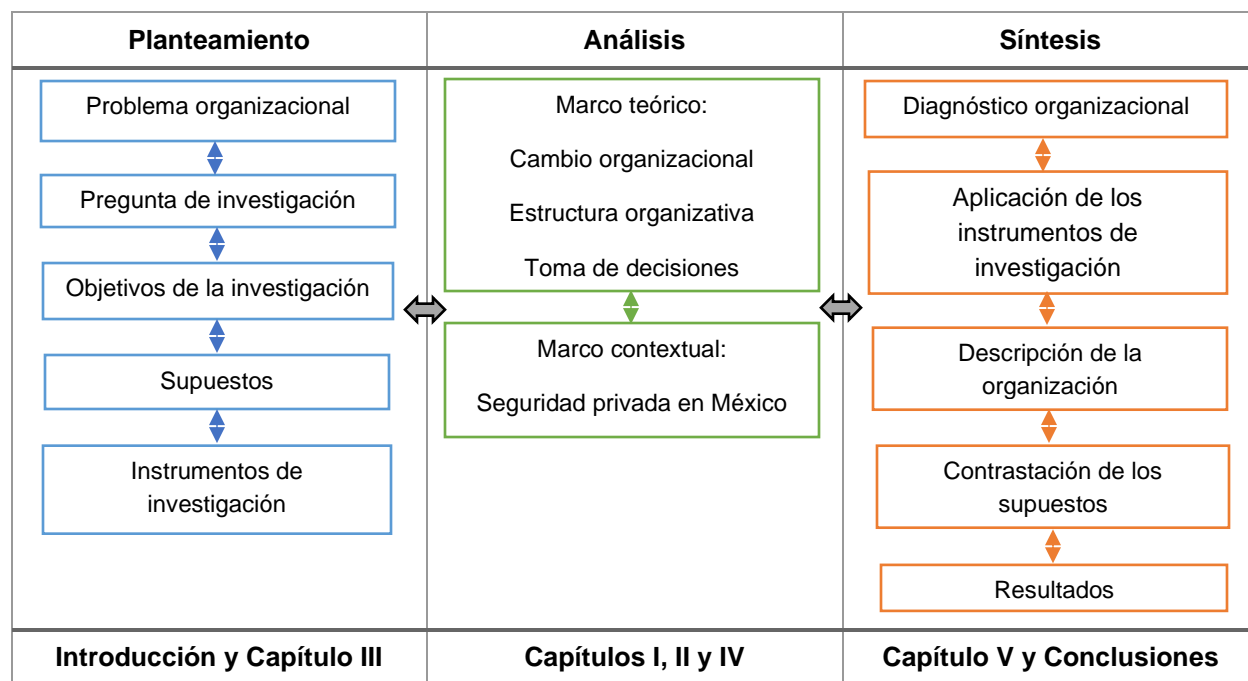 Planteamiento
Problema organizacional
Pregunta de investigación
Objetivos de la investigación
Supuestos
Instrumentos de
investigación
Introducción y Capítulo III
Análisis
Marco teórico:
Cambio organizacional
Estructura organizativa
Toma de decisiones
Marco contextual:
Seguridad privada en México
Capítulos I, II y IV
Síntesis
Diagnóstico organizacional
Aplicación de los
instrumentos de
investigación
Descripción de la
organización
Contrastación de los
supuestos
Resultados
Capítulo V y Conclusiones